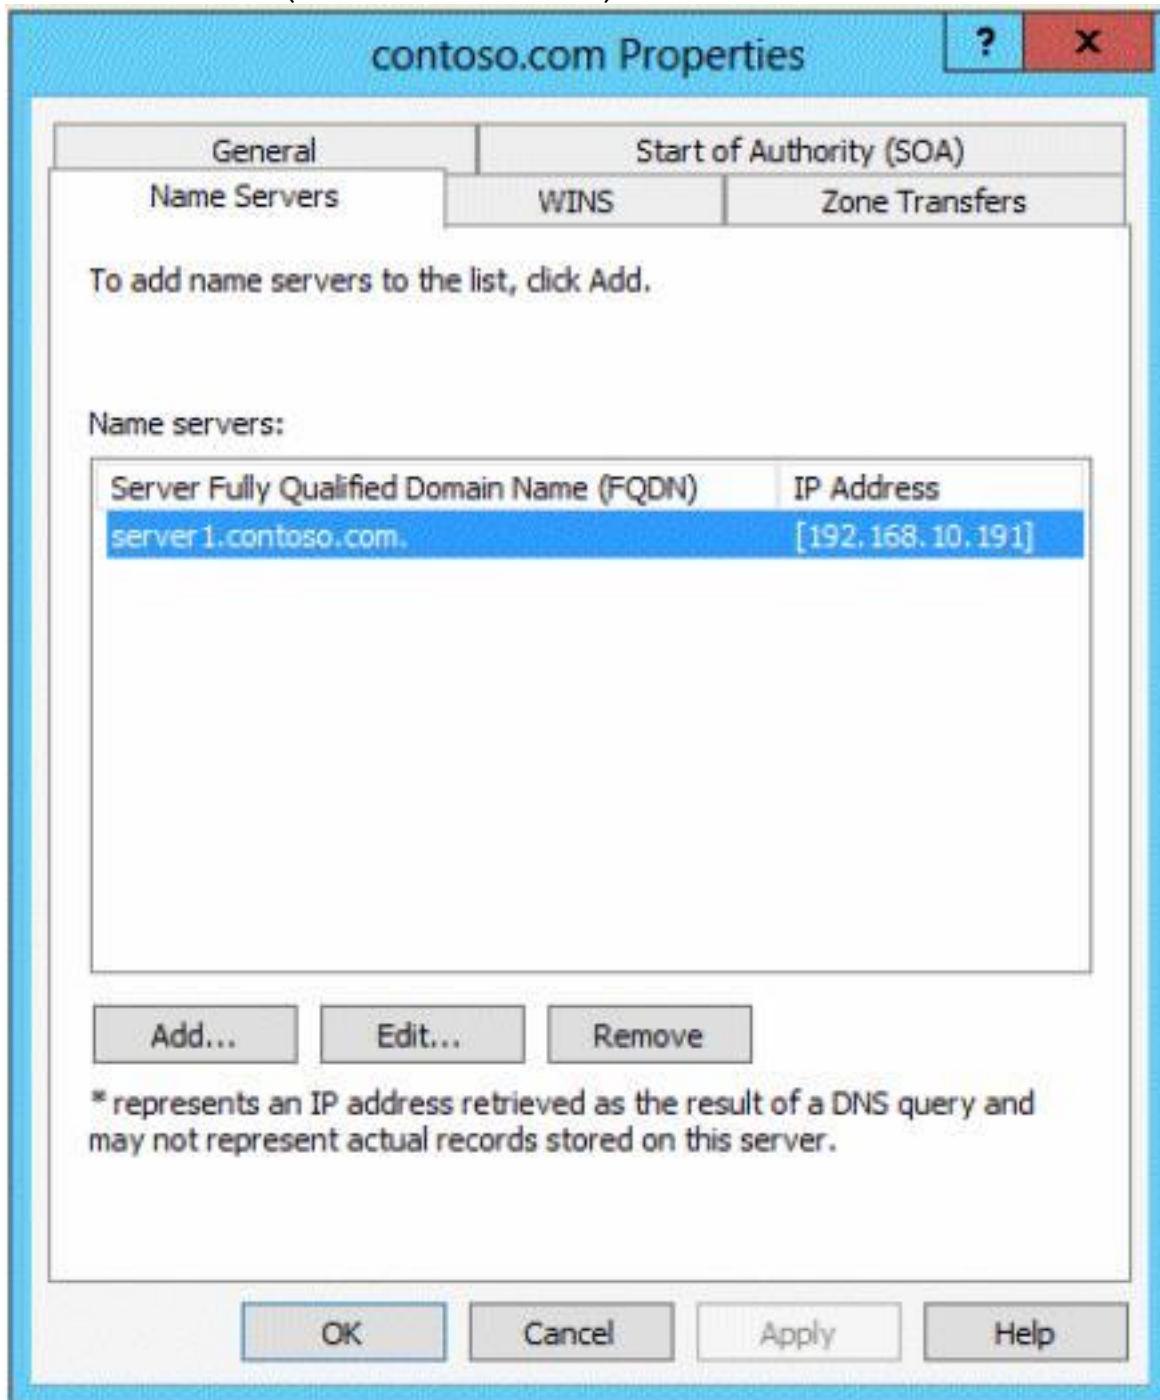 contoso.com Properties
?
x
General
Start of Authority (SOA)
Name Servers
WINS
Zone Transfers
To add name servers to the list, click Add.
Name servers:
Server Fully Qualified Domain Name (FQDN)
IP Address
server1.contoso.com.
[192.168.10.191]
Add...
Edit...
Remove
* represents an IP address retrieved as the result of a DNS query and
may not represent actual records stored on this server.
OK
Cancel
Apply
Help